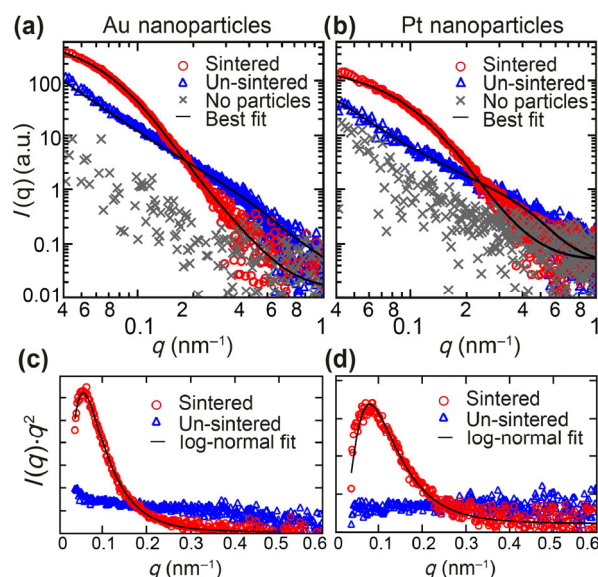 (a) Au nanoparticles
(b) Pt nanoparticles
Sintered
Un-sintered
No particles
Best fit
Sintered
Un-sintered
No particles
Best fit
I(q) (a.u.)
100
10
1
0.1
0.01
4 6 8 0.1 2 4 6 8 1
q (nm⁻¹)
4 6 8 0.1 2 4 6 8 1
q (nm⁻¹)
(c)
(d)
Sintered
Un-sintered
log-normal fit
Sintered
Un-sintered
log-normal fit
I(q)·q²
0 0.1 0.2 0.3 0.4 0.5 0.6
q (nm⁻¹)
0 0.1 0.2 0.3 0.4 0.5 0.6
q (nm⁻¹)